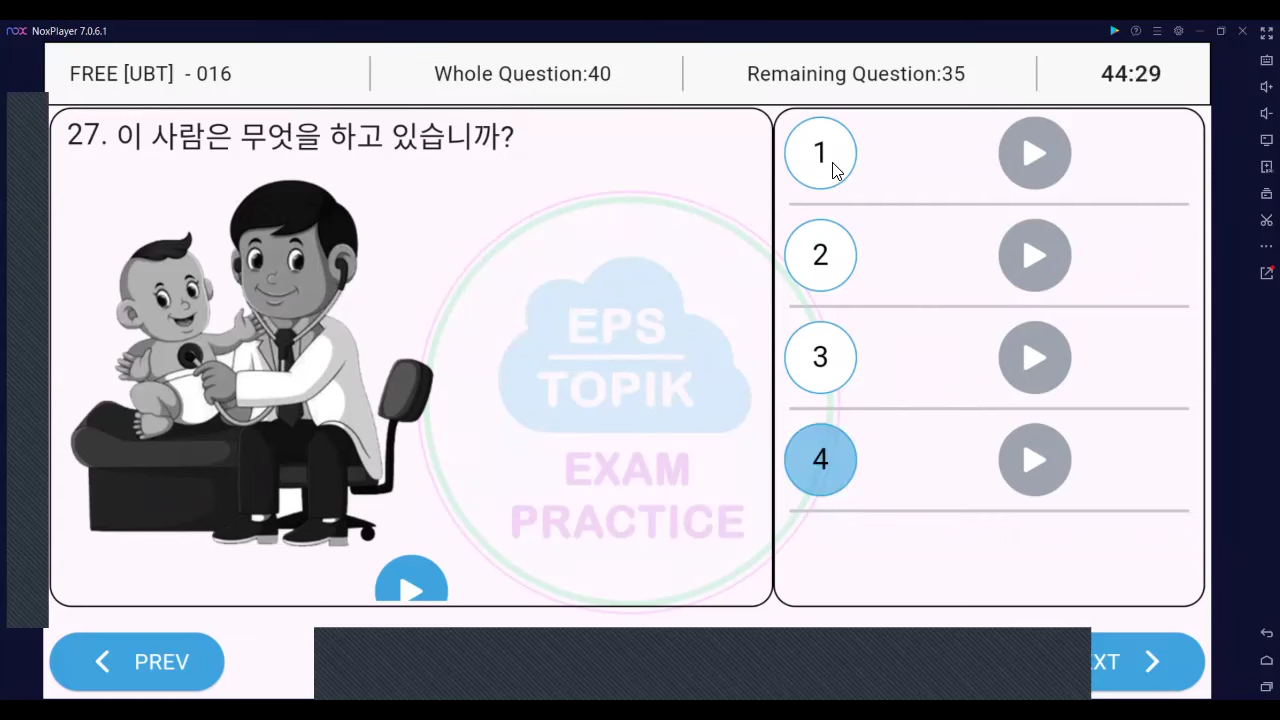 NoxPlayer 7.0.6.1
FREE [UBT] - 016
Whole Question:40
Remaining Question:35
44:29
27. 이 사람은 무엇을 하고 있습니까?
EPS
TOPIK
EXAM
PRACTICE
1
2
3
4
PREV